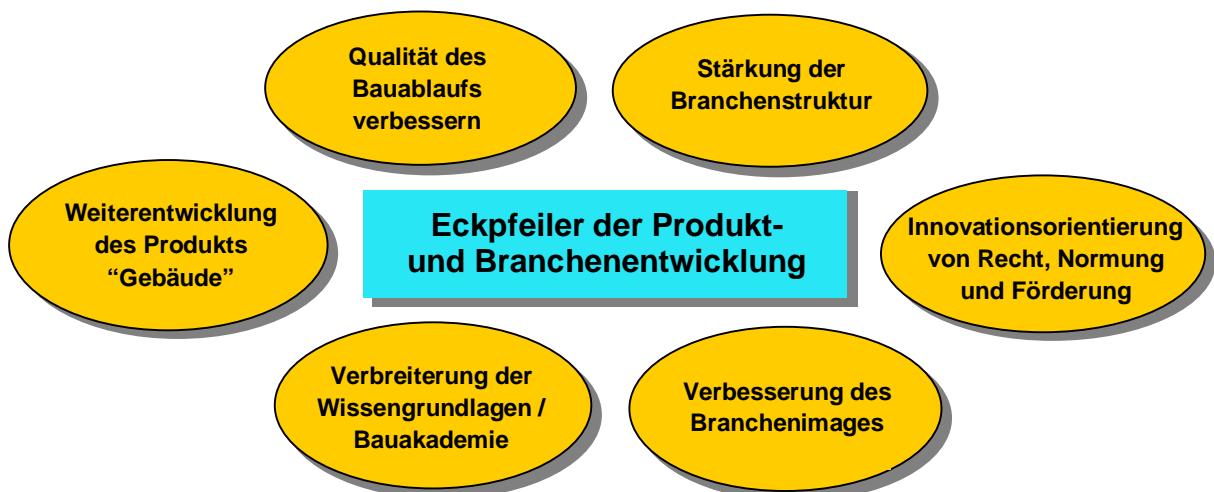 Qualität des
Bauablaufs
verbessern
Stärkung der
Branchenstruktur
Weiterentwicklung
des Produkts
“Gebäude”
Eckpfeiler der Produkt-
und Branchenentwicklung
Innovationsorientierung
von Recht, Normung
und Förderung
Verbreiterung der
Wissengrundlagen /
Bauakademie
Verbesserung des
Branchenimages